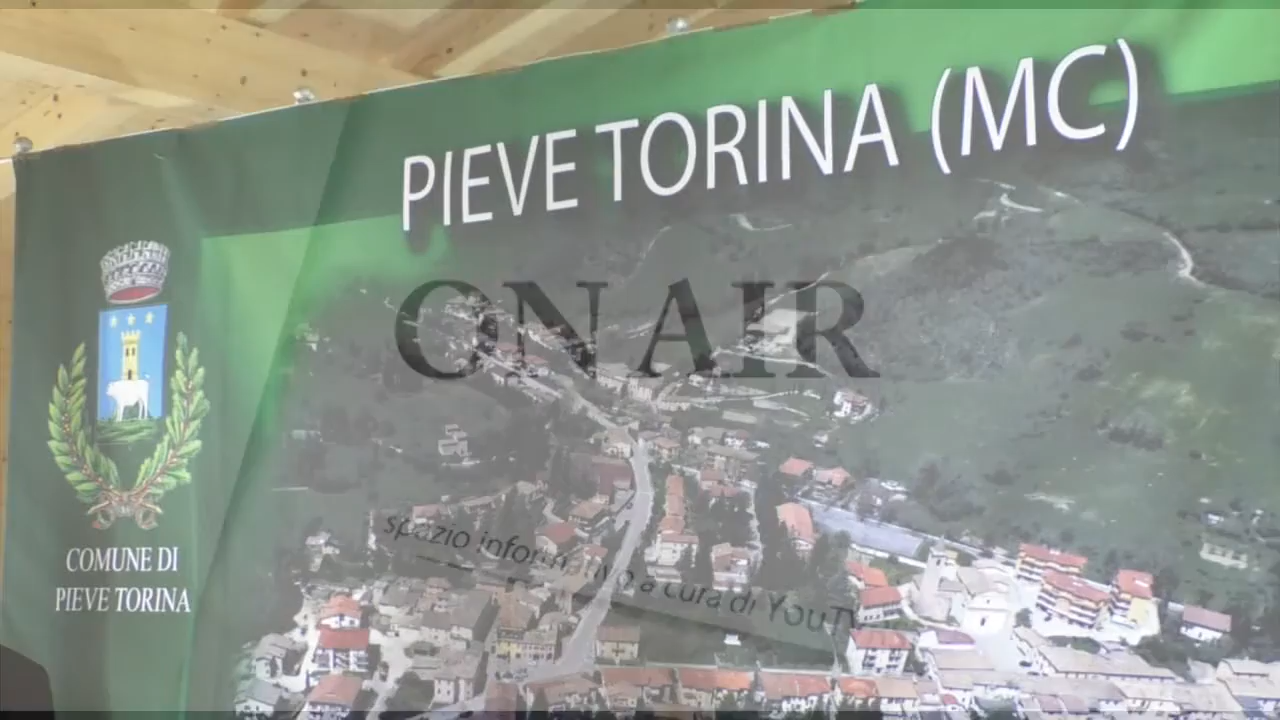 PIEVE TORINA (MC)
ON AIR
COMUNE DI
PIEVE TORINA
spazio informativo a cura di YouTV